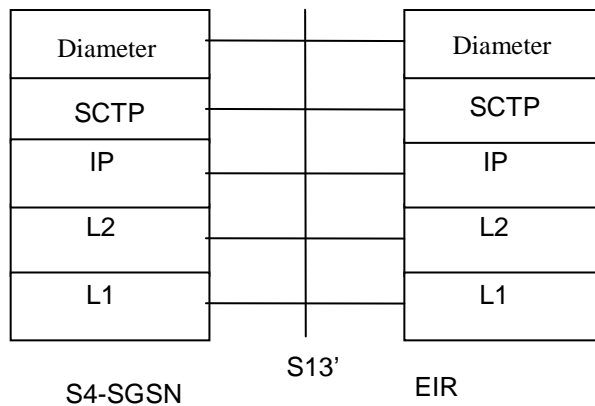 Diameter Diameter
SCTP SCTP
IP IP
L2 L2
L1 L1
S13’
S4-SGSN EIR